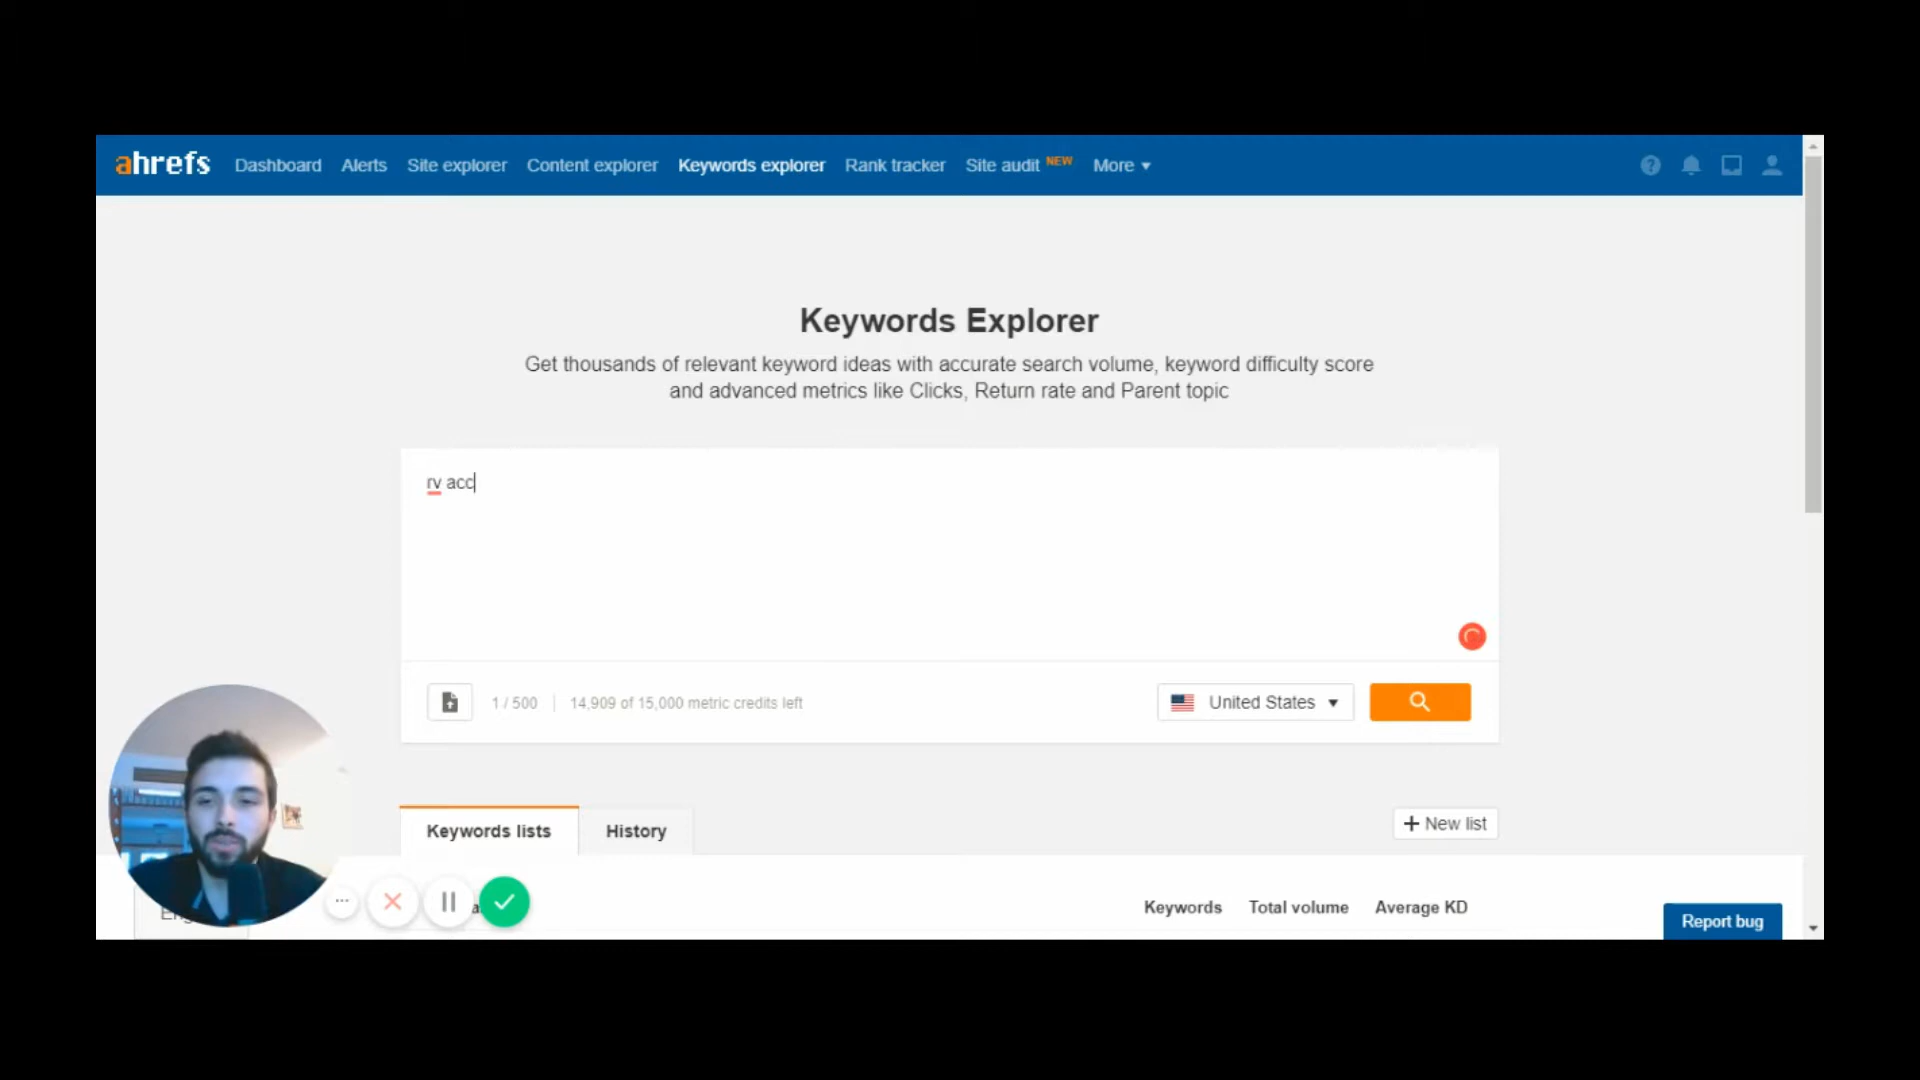 ahrefs Dashboard Alerts Site explorer Content explorer Keywords explorer Rank tracker Site audit NEW More
Keywords Explorer
Get thousands of relevant keyword ideas with accurate search volume, keyword difficulty score
and advanced metrics like Clicks, Return rate and Parent topic
rv acc
1 / 500 14,909 of 15,000 metric credits left United States
Keywords lists History + New list
Keywords Total volume Average KD
Report bug